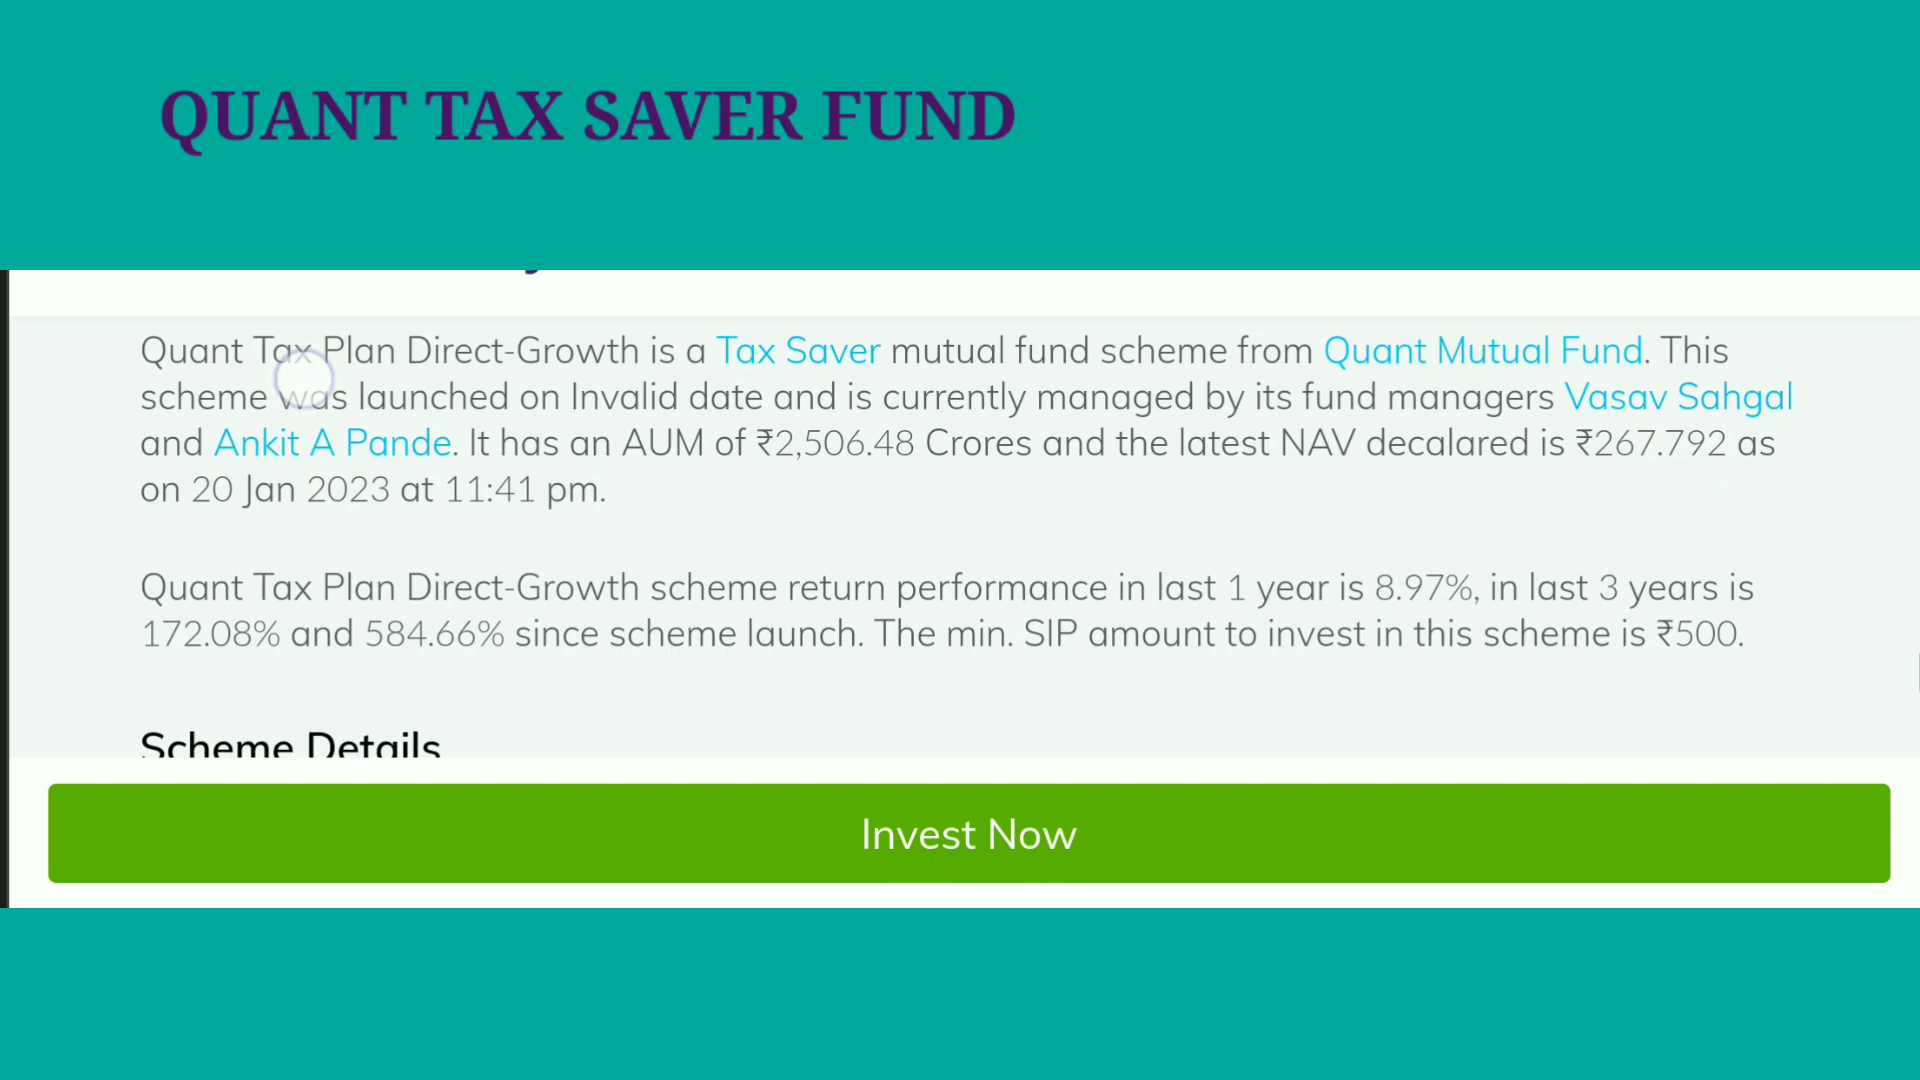 QUANT TAX SAVER FUND
Quant Tax Plan Direct-Growth is a Tax Saver mutual fund scheme from Quant Mutual Fund. This
scheme was launched on Invalid date and is currently managed by its fund managers Vasav Sahgal
and Ankit A Pande. It has an AUM of ₹2,506.48 Crores and the latest NAV decalared is ₹267.792 as
on 20 Jan 2023 at 11:41 pm.
Quant Tax Plan Direct-Growth scheme return performance in last 1 year is 8.97%, in last 3 years is
172.08% and 584.66% since scheme launch. The min. SIP amount to invest in this scheme is ₹500.
Scheme Details
Invest Now